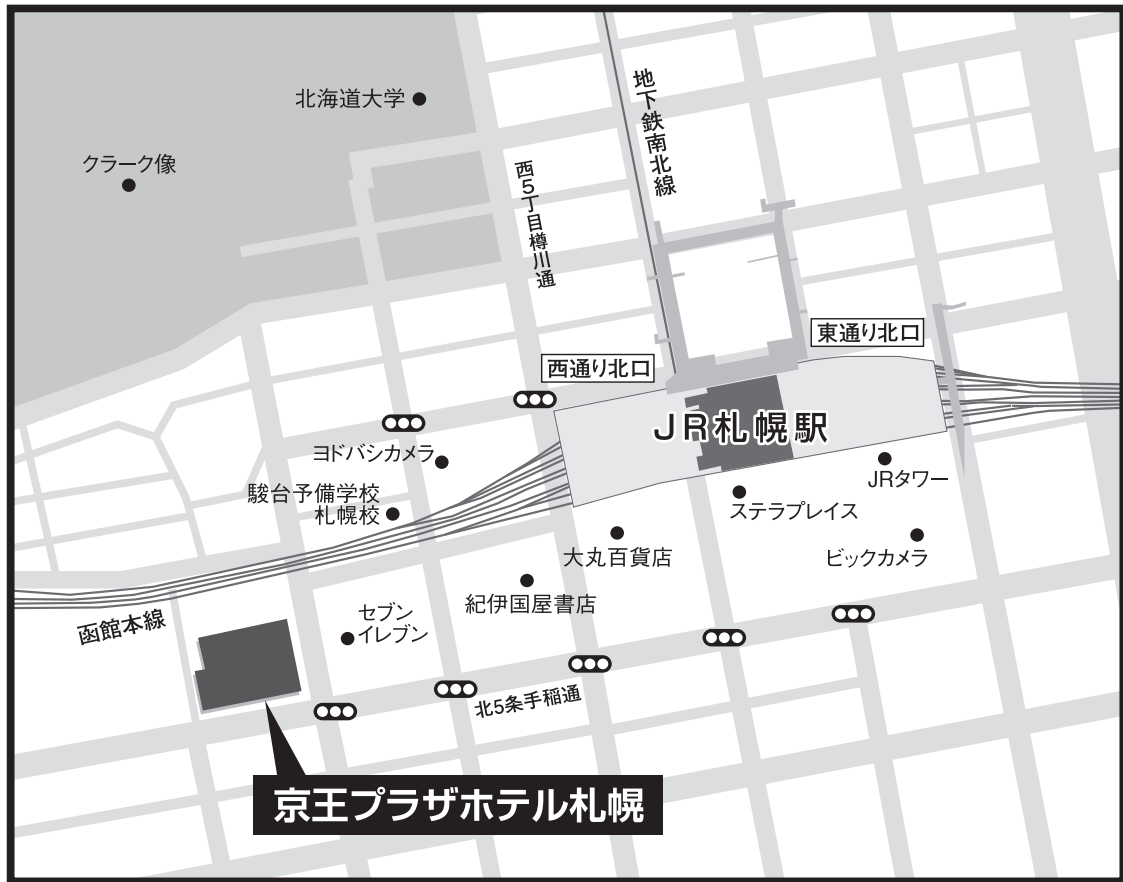 北海道大学
クラーク像
地下鉄南北線
西5丁目樽川通
東通り北口
西通り北口
JR札幌駅
ヨドバシカメラ
駿台予備学校
札幌校
JRタワー
ステラプレイス
大丸百貨店
ビックカメラ
紀伊国屋書店
セブン
イレブン
函館本線
北5条手稲通
京王プラザホテル札幌